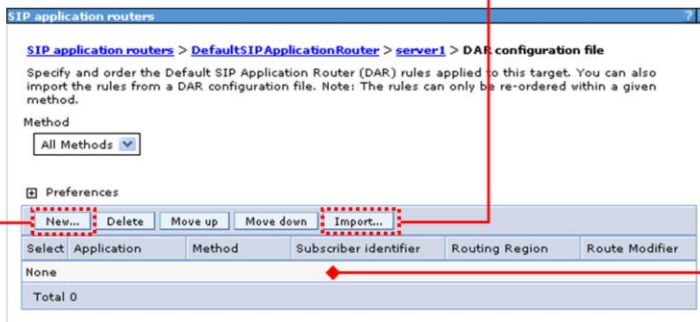 SIP application routers ?
SIP application routers > DefaultSIPApplicationRouter > server1 > DAR configuration file
Specify and order the Default SIP Application Router (DAR) rules applied to this target. You can also
import the rules from a DAR configuration file. Note: The rules can only be re-ordered within a given
method.
Method
All Methods
Preferences
New... Delete Move up Move down Import...
Select Application Method Subscriber identifier Routing Region Route Modifier
None
Total 0